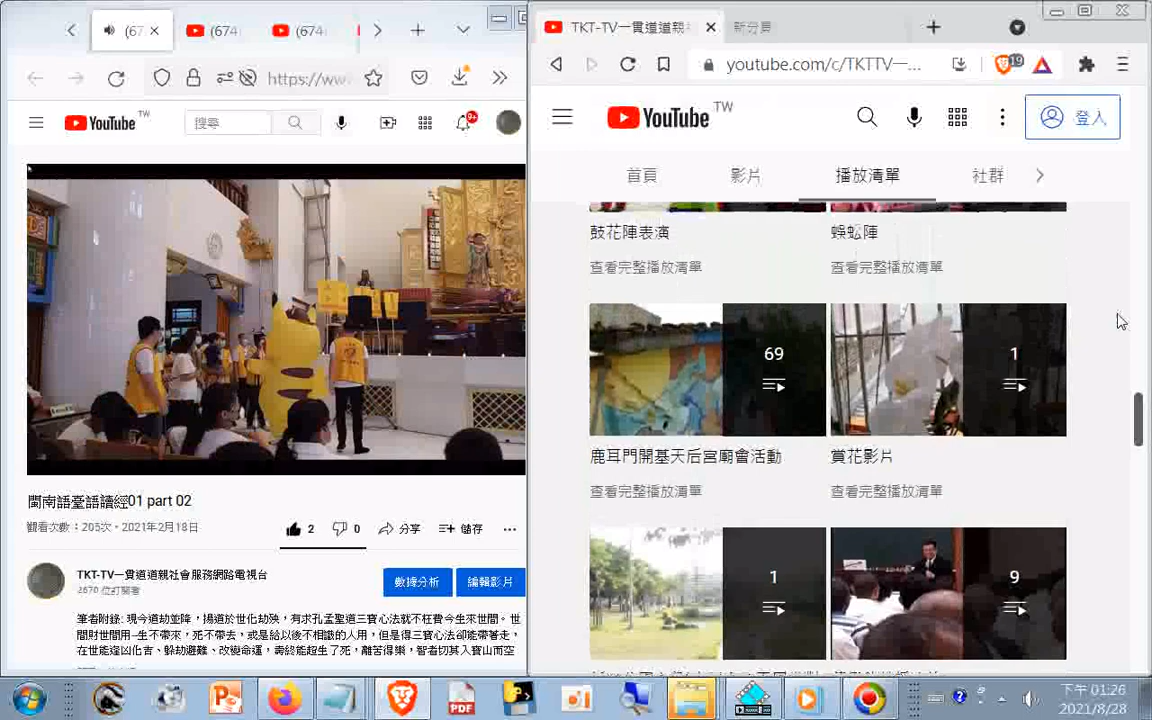 (67
(674
(674
https://www
YouTube TW
搜尋
9+
閩南語臺語讀經01 part 02
觀看次數：205次・2021年2月18日
2
0
分享
儲存
TKT-TV一貫道道親社會服務網路電視台
2670 位訂閱者
數據分析
編輯影片
筆者附錄: 現今道劫並降，揚道於世化劫殃，有求孔孟聖道三寶心法就不枉費今生來世間。世
間財世間用一生不帶來，死不帶去，或是給以後不相識的人用，但是得三寶心法卻能帶著走，
在世能逢凶化吉、躲劫避難、改變命運，壽終能超生了死，離苦得樂，智者切莫入寶山而空
TKT-TV一貫道道親社
新分頁
youtube.com/c/TKTTV一...
19
YouTube TW
登入
首頁
影片
播放清單
社群
鼓花陣表演
蜈蚣陣
查看完整播放清單
查看完整播放清單
69
1
鹿耳門開基天后宮廟會活動
賞花影片
查看完整播放清單
查看完整播放清單
1
9
PDF
下午 01:26
2021/8/28